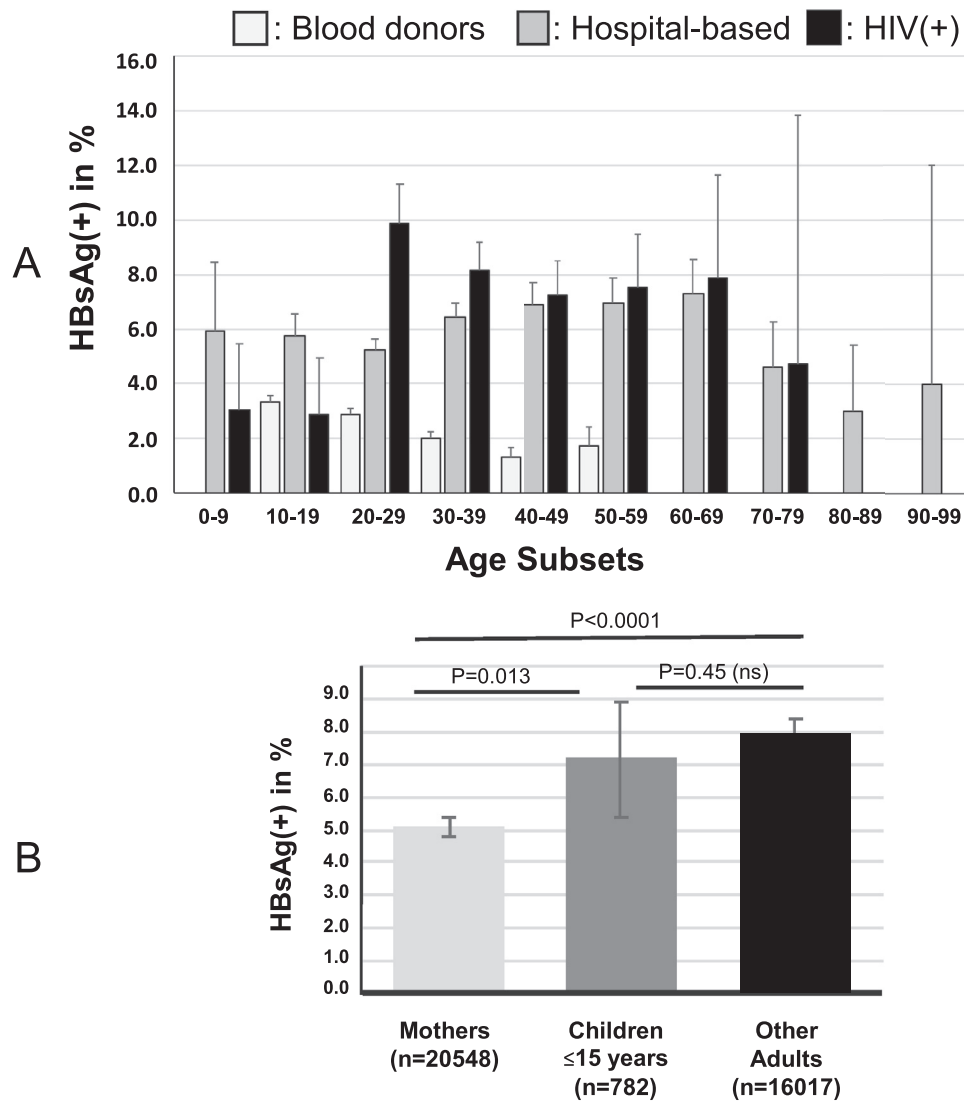 : Blood donors : Hospital-based : HIV(+)
A
HBsAg(+) in %
16.0
14.0
12.0
10.0
8.0
6.0
4.0
2.0
0.0
0-9 10-19 20-29 30-39 40-49 50-59 60-69 70-79 80-89 90-99
Age Subsets
B
P<0.0001
P=0.013 P=0.45 (ns)
HBsAg(+) in %
9.0
8.0
7.0
6.0
5.0
4.0
3.0
2.0
1.0
0.0
Mothers
(n=20548)
Children
≤15 years
(n=782)
Other
Adults
(n=16017)